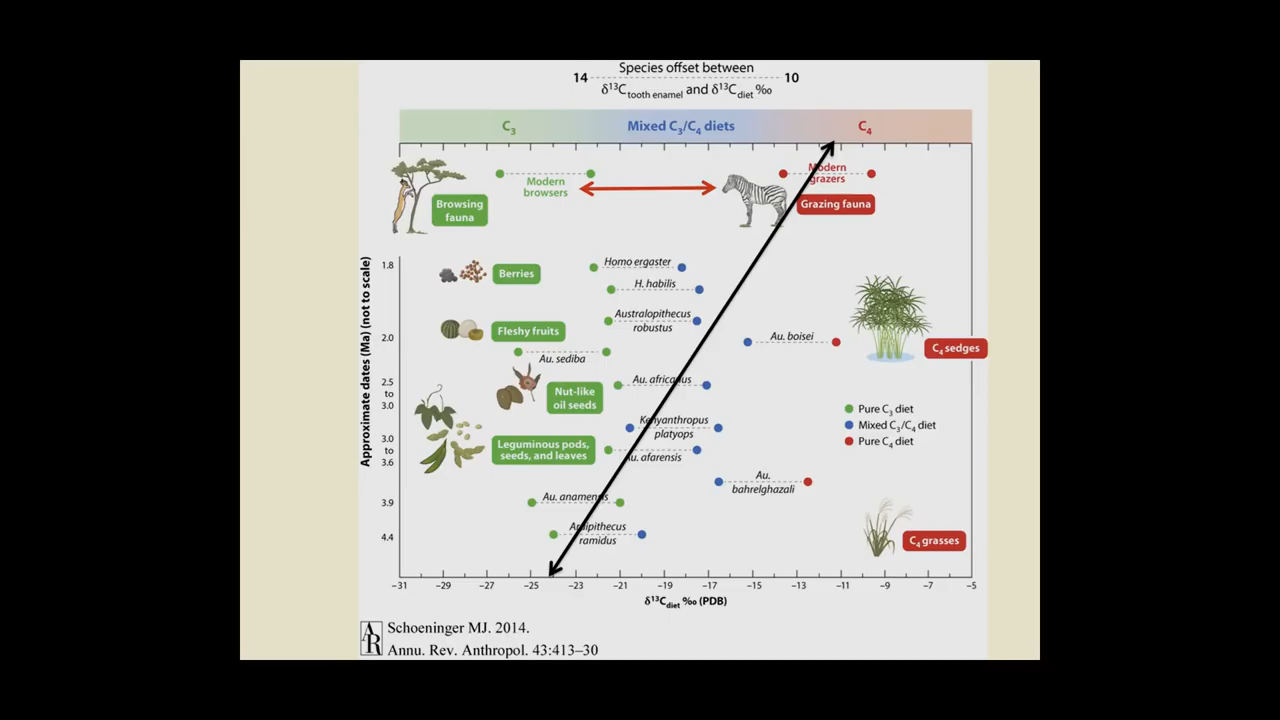 Species offset between
14
10
δ¹³C tooth enamel and δ¹³C diet ‰
C₃
Mixed C₃/C₄ diets
C₄
Modern
browsers
Modern
grazers
Browsing
fauna
Grazing fauna
Approximate dates (Ma) (not to scale)
1.8
2.0
2.5
to
3.0
3.0
to
3.6
3.9
4.4
Berries
Homo ergaster
H. habilis
Australopithecus
robustus
Fleshy fruits
Au. boisei
C₄ sedges
Au. sediba
Au. africanus
Nut-like
oil seeds
Pure C₃ diet
Mixed C₃/C₄ diet
Pure C₄ diet
Kenyanthropus
platyops
Leguminous pods,
seeds, and leaves
Au. afarensis
Au.
bahrelghazali
Au. anamensis
Ardipithecus
ramidus
C₄ grasses
−31 −29 −27 −25 −23 −21 −19 −17 −15 −13 −11 −9 −7 −5
δ¹³C diet ‰ (PDB)
AR
Schoeninger MJ. 2014.
Annu. Rev. Anthropol. 43:413–30